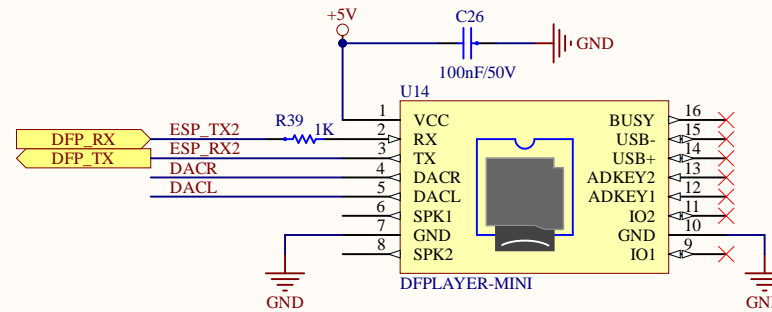 +5V
C26
GND
100nF/50V
U14
1 VCC BUSY 16
DFP_RX ESP_TX2 R39 1K 2 RX USB- 15
DFP_TX ESP_RX2 3 TX USB+ 14
DACR 4 DACR ADKEY2 13
DACL 5 DACL ADKEY1 12
6 SPK1 IO2 11
7 GND GND 10
8 SPK2 IO1 9
DFPLAYER-MINI
GND
GND